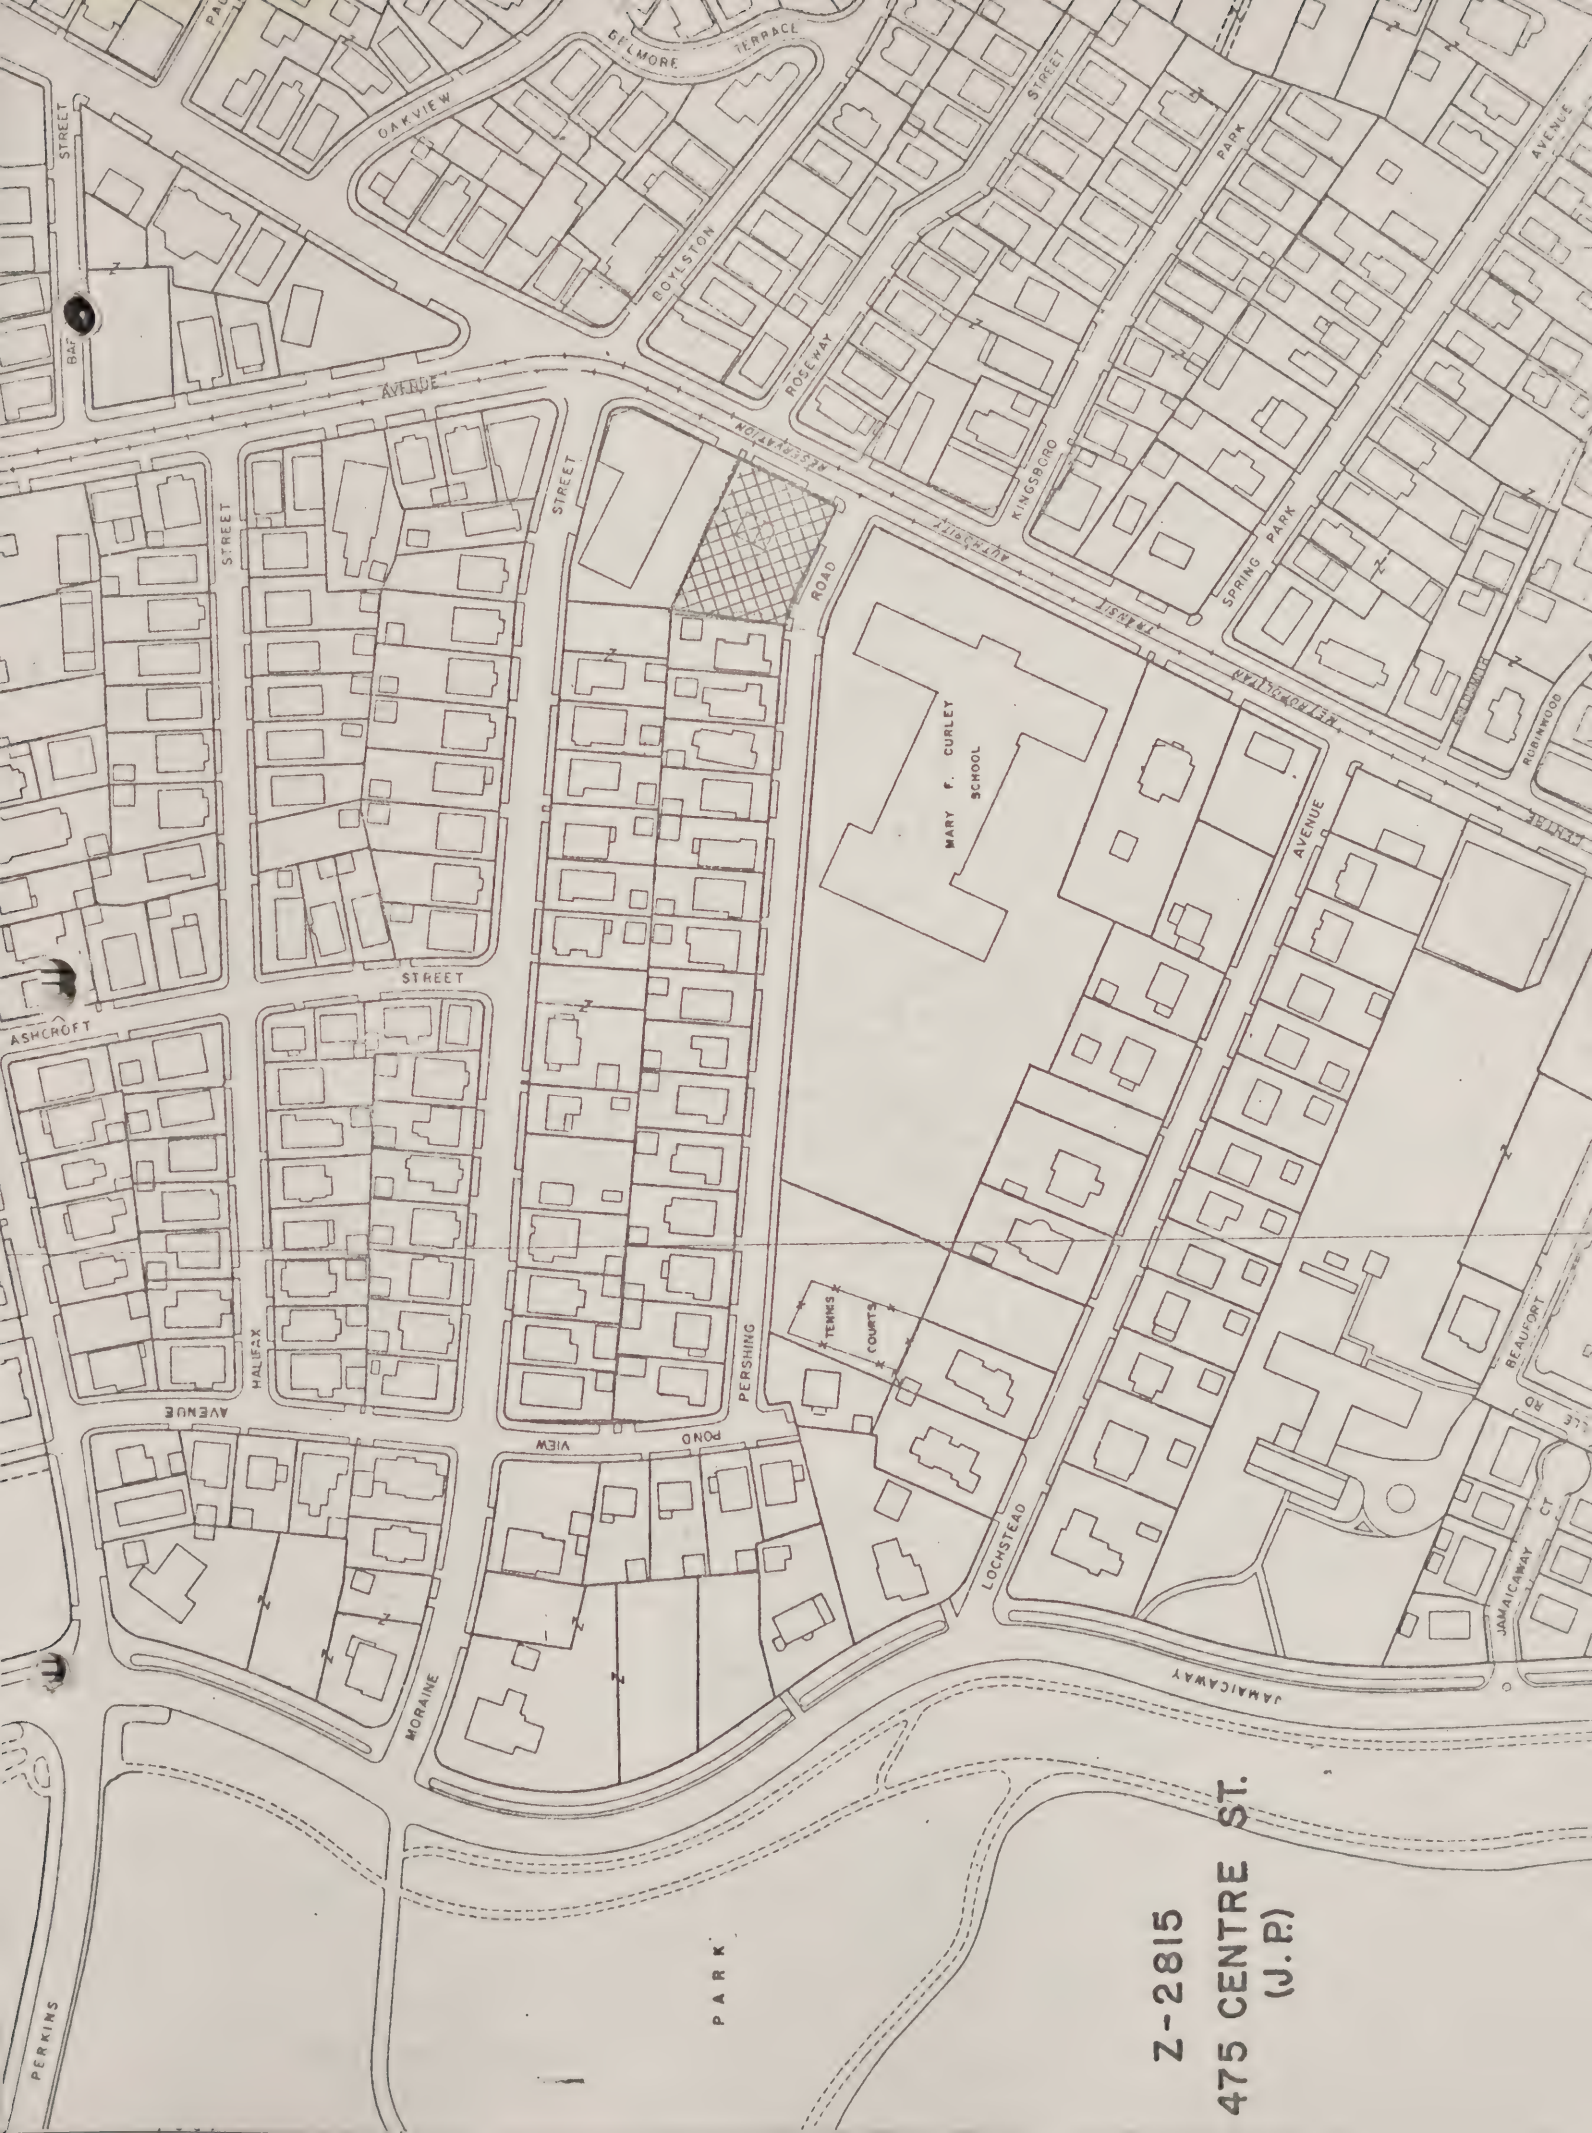 STREET
OAKVIEW
BELMORE
TERRACE
STREET
PARK
AVENUE
BOYLSTON
AVENUE
ROSEWAY
RESERVATION
STREET
STREET
KINGSBORO
AUTHORITY
SPRING PARK
ROAD
TRANSIT
METROPOLITAN
ROBINWOOD
CENTRE
MARY F. CURLEY
SCHOOL
AVENUE
STREET
ASHCROFT
TENNIS
COURTS
HALIFAX
PERSHING
BEAUFORT
RD
AVENUE
VIEW
POND
LOCHSTEAD
JAMAICAWAY
CT
JAMAICAWAY
MORAINE
PERKINS
PARK
Z-2815
475 CENTRE ST.
(J.P.)